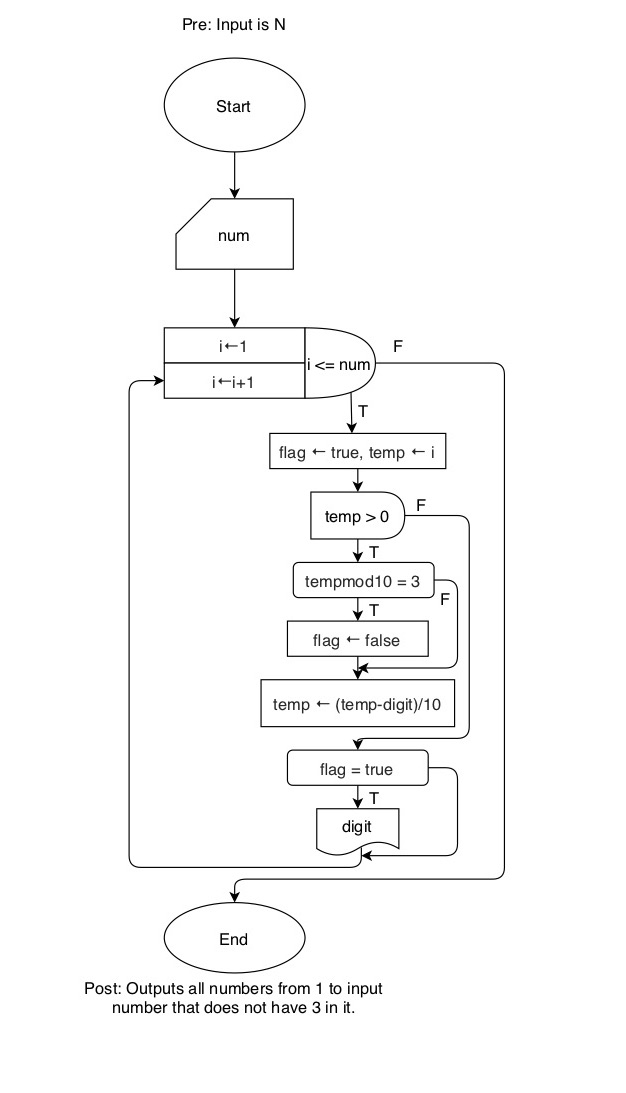 Pre: Input is N
Start
num
i←1
i←i+1
i <= num
F
T
flag ← true, temp ← i
temp > 0
F
T
tempmod10 = 3
F
T
flag ← false
temp ← (temp-digit)/10
flag = true
T
digit
End
Post: Outputs all numbers from 1 to input
number that does not have 3 in it.